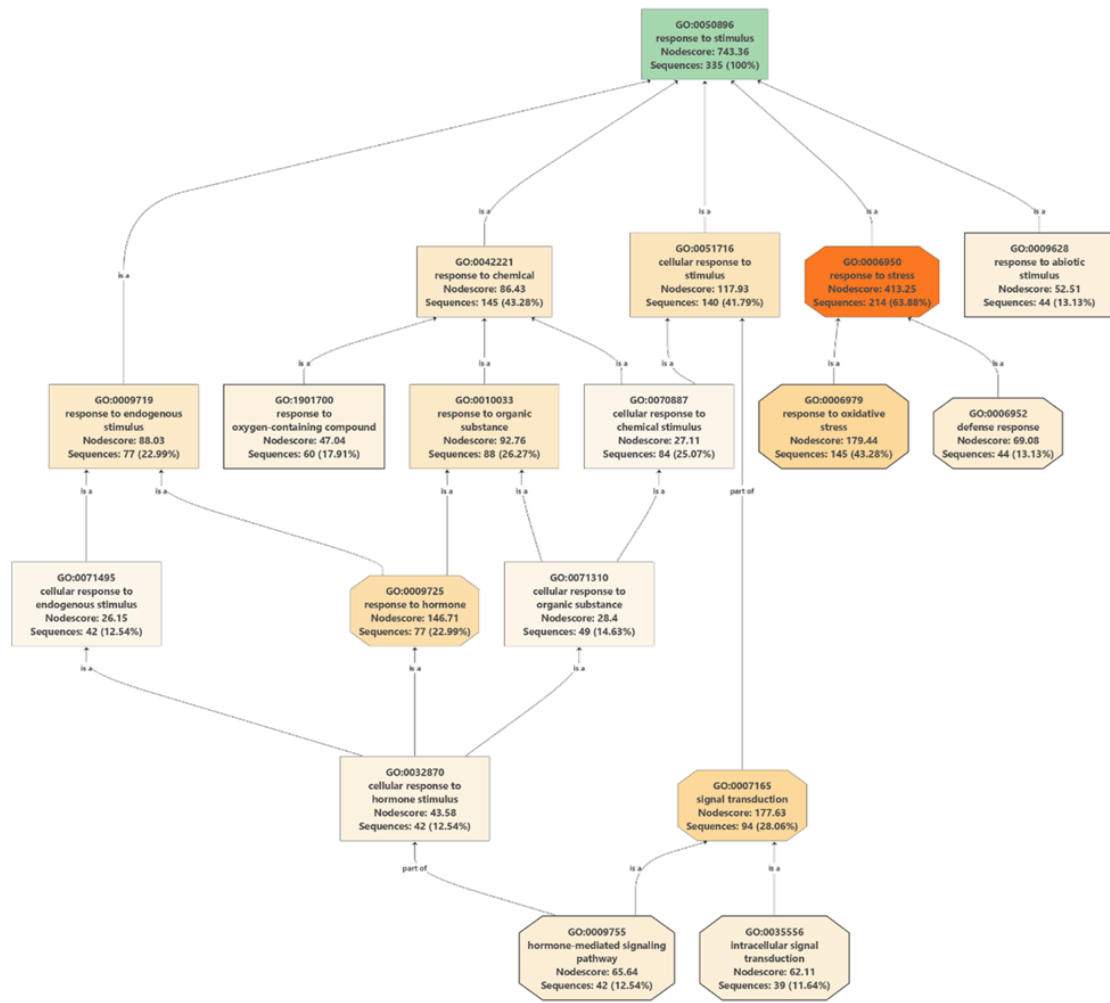 GO:0050896
response to stimulus
Nodescore: 743.36
Sequences: 335 (100%)
is a
is a
is a
is a
is a
GO:0042221
response to chemical
Nodescore: 86.43
Sequences: 145 (43.28%)
GO:0051716
cellular response to
stimulus
Nodescore: 117.93
Sequences: 140 (41.79%)
GO:0006950
response to stress
Nodescore: 413.25
Sequences: 214 (63.88%)
GO:0009628
response to abiotic
stimulus
Nodescore: 52.51
Sequences: 44 (13.13%)
is a
is a
is a
is a
is a
is a
GO:0009719
response to endogenous
stimulus
Nodescore: 88.03
Sequences: 77 (22.99%)
GO:1901700
response to
oxygen-containing compound
Nodescore: 47.04
Sequences: 60 (17.91%)
GO:0010033
response to organic
substance
Nodescore: 92.76
Sequences: 88 (26.27%)
GO:0070887
cellular response to
chemical stimulus
Nodescore: 27.11
Sequences: 84 (25.07%)
GO:0006979
response to oxidative
stress
Nodescore: 179.44
Sequences: 145 (43.28%)
GO:0006952
defense response
Nodescore: 69.08
Sequences: 44 (13.13%)
is a
is a
is a
is a
is a
part of
GO:0071495
cellular response to
endogenous stimulus
Nodescore: 26.15
Sequences: 42 (12.54%)
GO:0009725
response to hormone
Nodescore: 146.71
Sequences: 77 (22.99%)
GO:0071310
cellular response to
organic substance
Nodescore: 28.4
Sequences: 49 (14.63%)
is a
is a
is a
GO:0032870
cellular response to
hormone stimulus
Nodescore: 43.58
Sequences: 42 (12.54%)
GO:0007165
signal transduction
Nodescore: 177.63
Sequences: 94 (28.06%)
part of
is a
is a
GO:0009755
hormone-mediated signaling
pathway
Nodescore: 65.64
Sequences: 42 (12.54%)
GO:0035556
intracellular signal
transduction
Nodescore: 62.11
Sequences: 39 (11.64%)